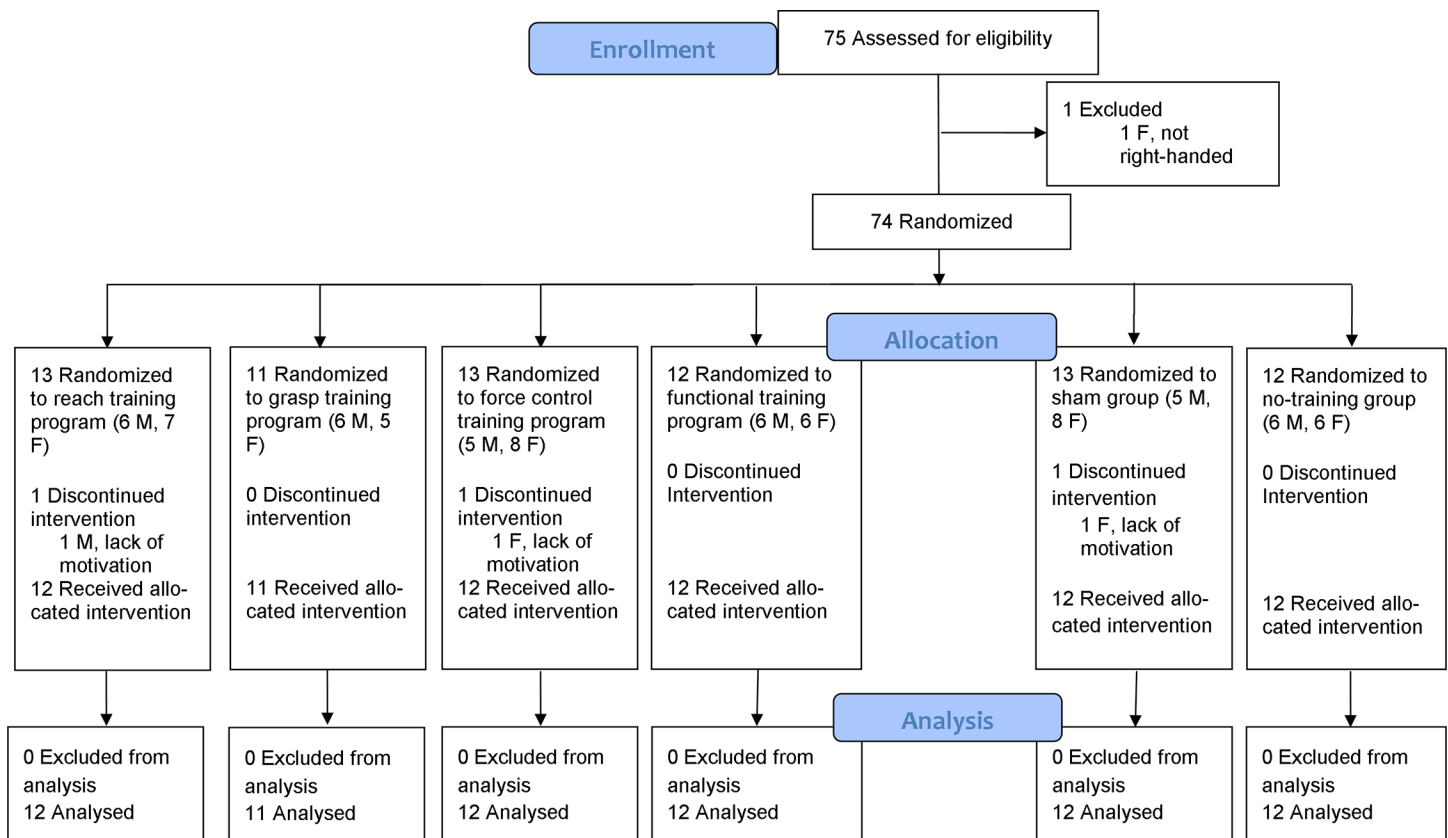 Enrollment
75 Assessed for eligibility
1 Excluded
1 F, not
right-handed
74 Randomized
Allocation
13 Randomized
to reach training
program (6 M, 7
F)
1 Discontinued
intervention
1 M, lack of
motivation
12 Received allo-
cated intervention
11 Randomized
to grasp training
program (6 M, 5
F)
0 Discontinued
intervention
11 Received allo-
cated intervention
13 Randomized
to force control
training program
(5 M, 8 F)
1 Discontinued
intervention
1 F, lack of
motivation
12 Received allo-
cated intervention
12 Randomized to
functional training
program (6 M, 6 F)
0 Discontinued
Intervention
12 Received allo-
cated intervention
13 Randomized to
sham group (5 M,
8 F)
1 Discontinued
intervention
1 F, lack of
motivation
12 Received allo-
cated intervention
12 Randomized to
no-training group
(6 M, 6 F)
0 Discontinued
Intervention
12 Received allo-
cated intervention
Analysis
0 Excluded from
analysis
12 Analysed
0 Excluded from
analysis
11 Analysed
0 Excluded from
analysis
12 Analysed
0 Excluded from
analysis
12 Analysed
0 Excluded from
analysis
12 Analysed
0 Excluded from
analysis
12 Analysed